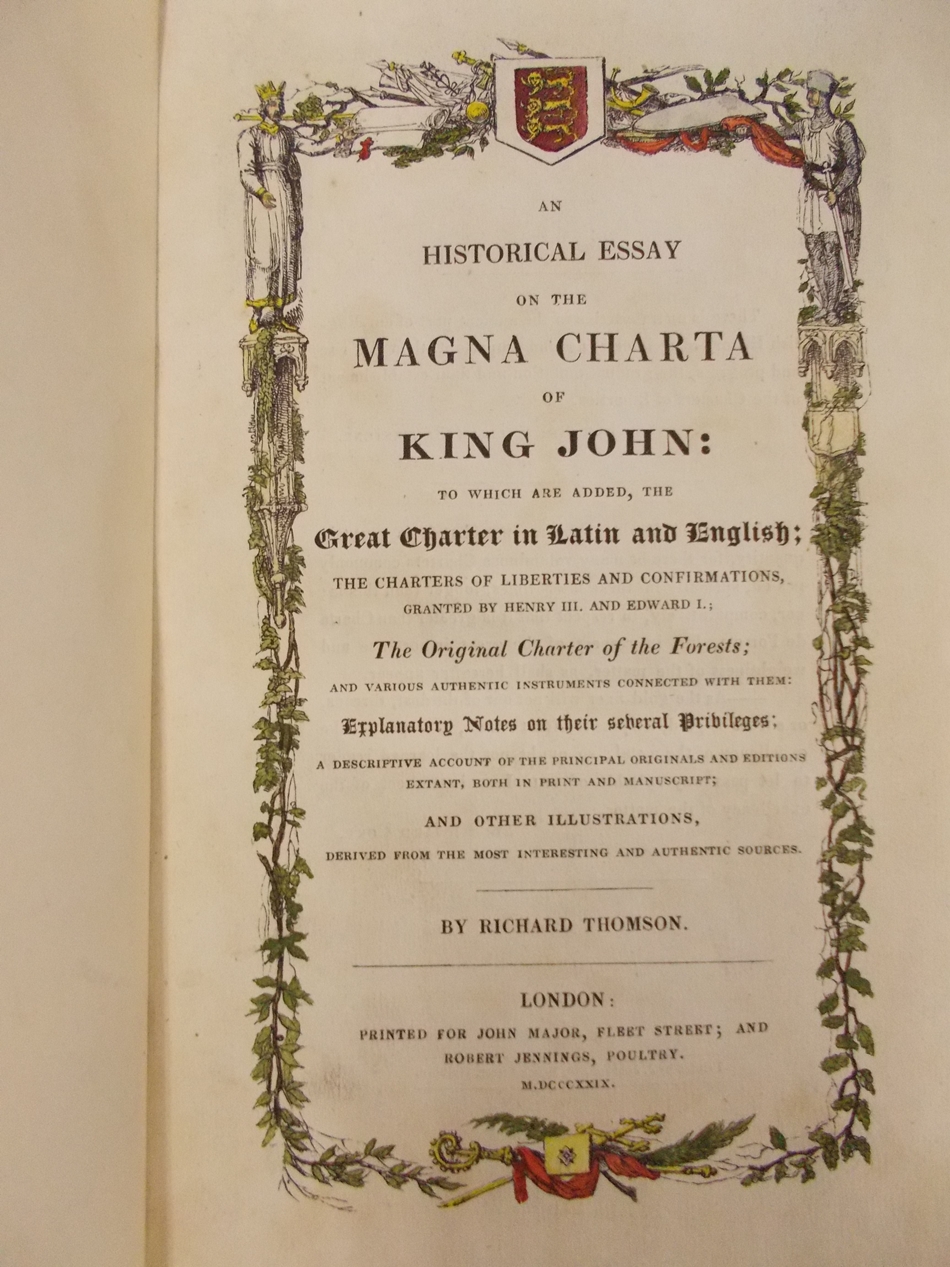 AN
HISTORICAL ESSAY
ON THE
MAGNA CHARTA
OF
KING JOHN:
TO WHICH ARE ADDED, THE
Great Charter in Latin and English;
THE CHARTERS OF LIBERTIES AND CONFIRMATIONS,
GRANTED BY HENRY III. AND EDWARD I.;
The Original Charter of the Forests;
AND VARIOUS AUTHENTIC INSTRUMENTS CONNECTED WITH THEM:
Explanatory Notes on their several Privileges;
A DESCRIPTIVE ACCOUNT OF THE PRINCIPAL ORIGINALS AND EDITIONS
EXTANT, BOTH IN PRINT AND MANUSCRIPT;
AND OTHER ILLUSTRATIONS,
DERIVED FROM THE MOST INTERESTING AND AUTHENTIC SOURCES.
BY RICHARD THOMSON.
LONDON:
PRINTED FOR JOHN MAJOR, FLEET STREET; AND
ROBERT JENNINGS, POULTRY.
M.DCCCXXIX.